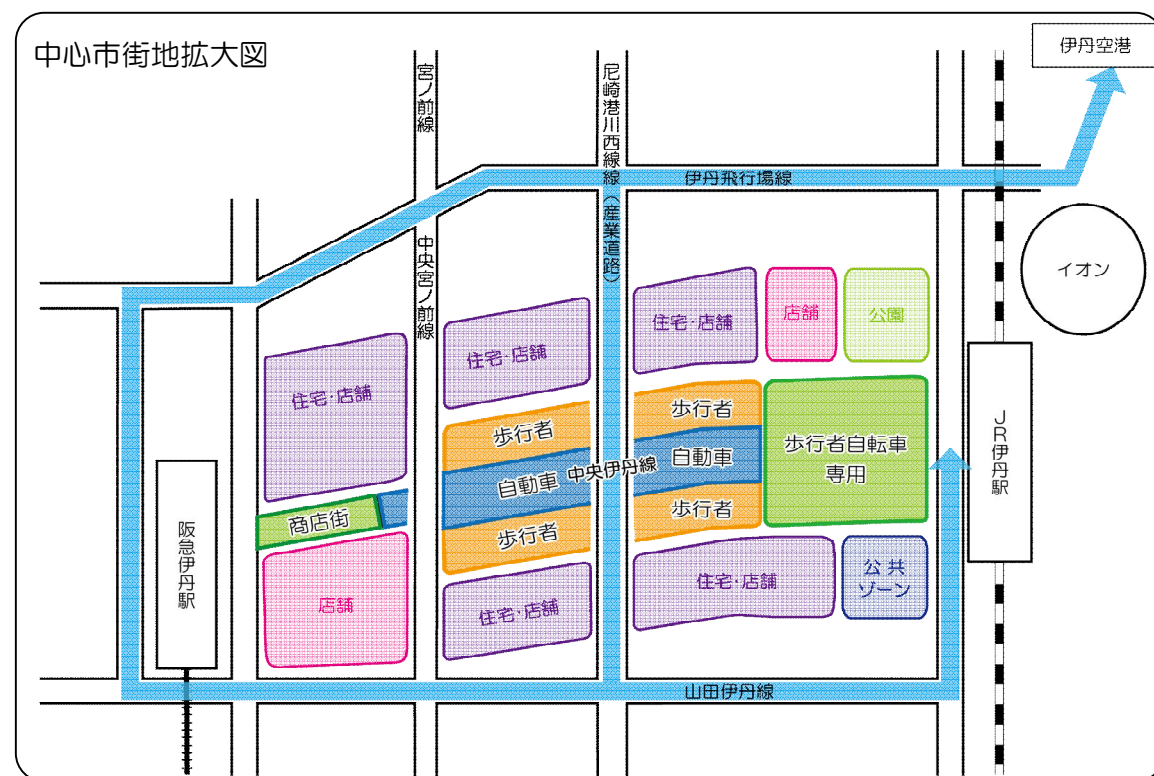 中心市街地拡大図
伊丹空港
宮ノ前線
尼崎港川西線線(産業道路)
伊丹飛行場線
中央宮ノ前線
イオン
住宅・店舗
店舗
公園
住宅・店舗
住宅・店舗
歩行者
歩行者
自動車
中央伊丹線
自動車
歩行者自転車
専用
JR伊丹駅
商店街
歩行者
歩行者
阪急伊丹駅
店舗
住宅・店舗
住宅・店舗
公共
ゾーン
山田伊丹線